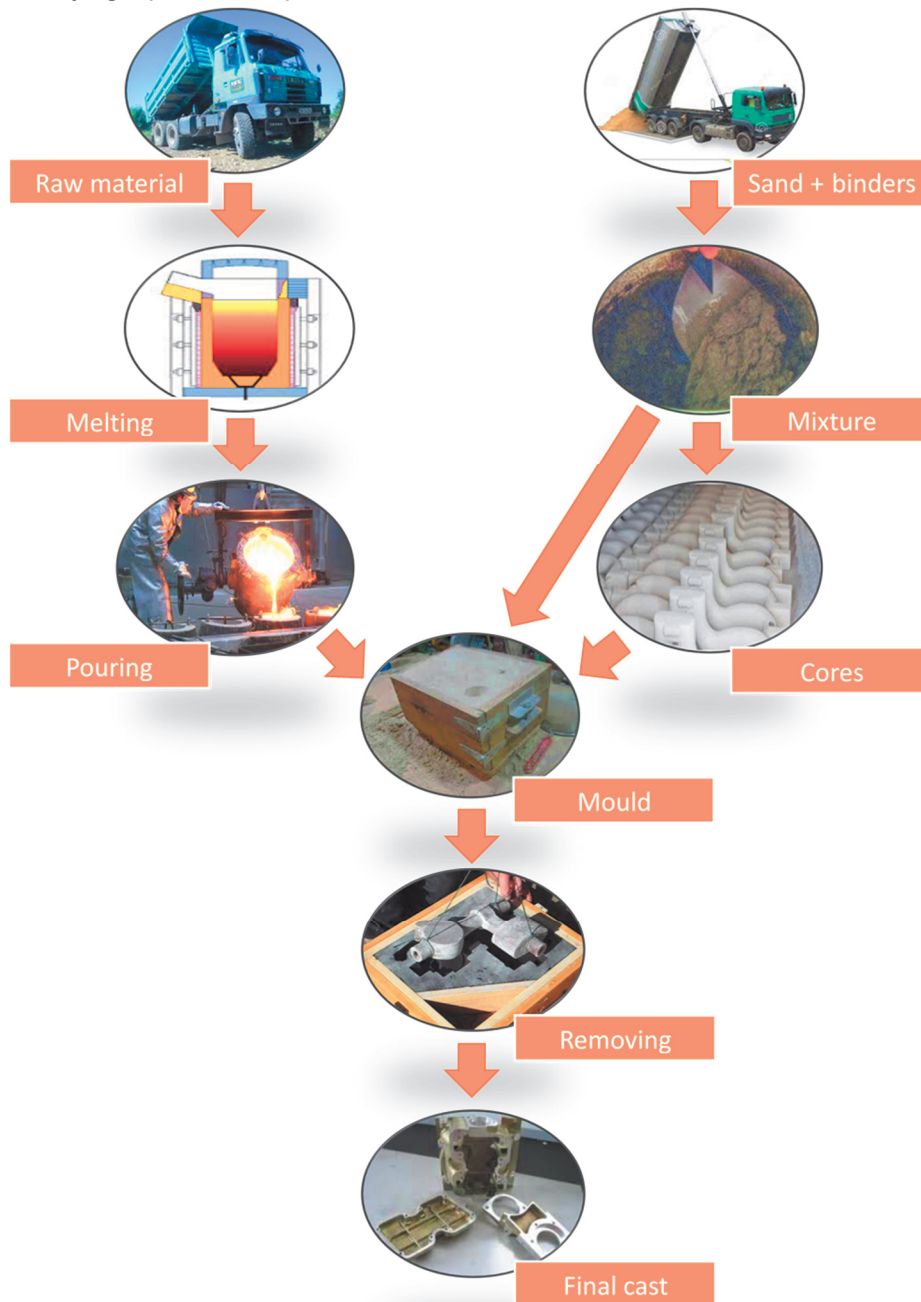 Raw material
Sand + binders
Melting
Mixture
Pouring
Cores
Mould
Removing
Final cast